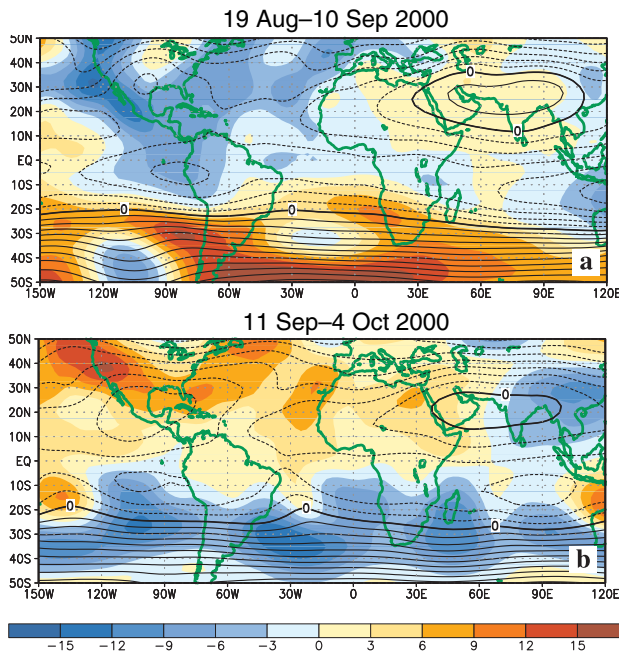 19 Aug–10 Sep 2000
50N
40N
30N
20N
10N
EQ
10S
20S
30S
40S
50S
0
0
0
0
a
150W 120W 90W 60W 30W 0 30E 60E 90E 120E
11 Sep–4 Oct 2000
50N
40N
30N
20N
10N
EQ
10S
20S
30S
40S
50S
0
0
0
0
b
150W 120W 90W 60W 30W 0 30E 60E 90E 120E
−15 −12 −9 −6 −3 0 3 6 9 12 15